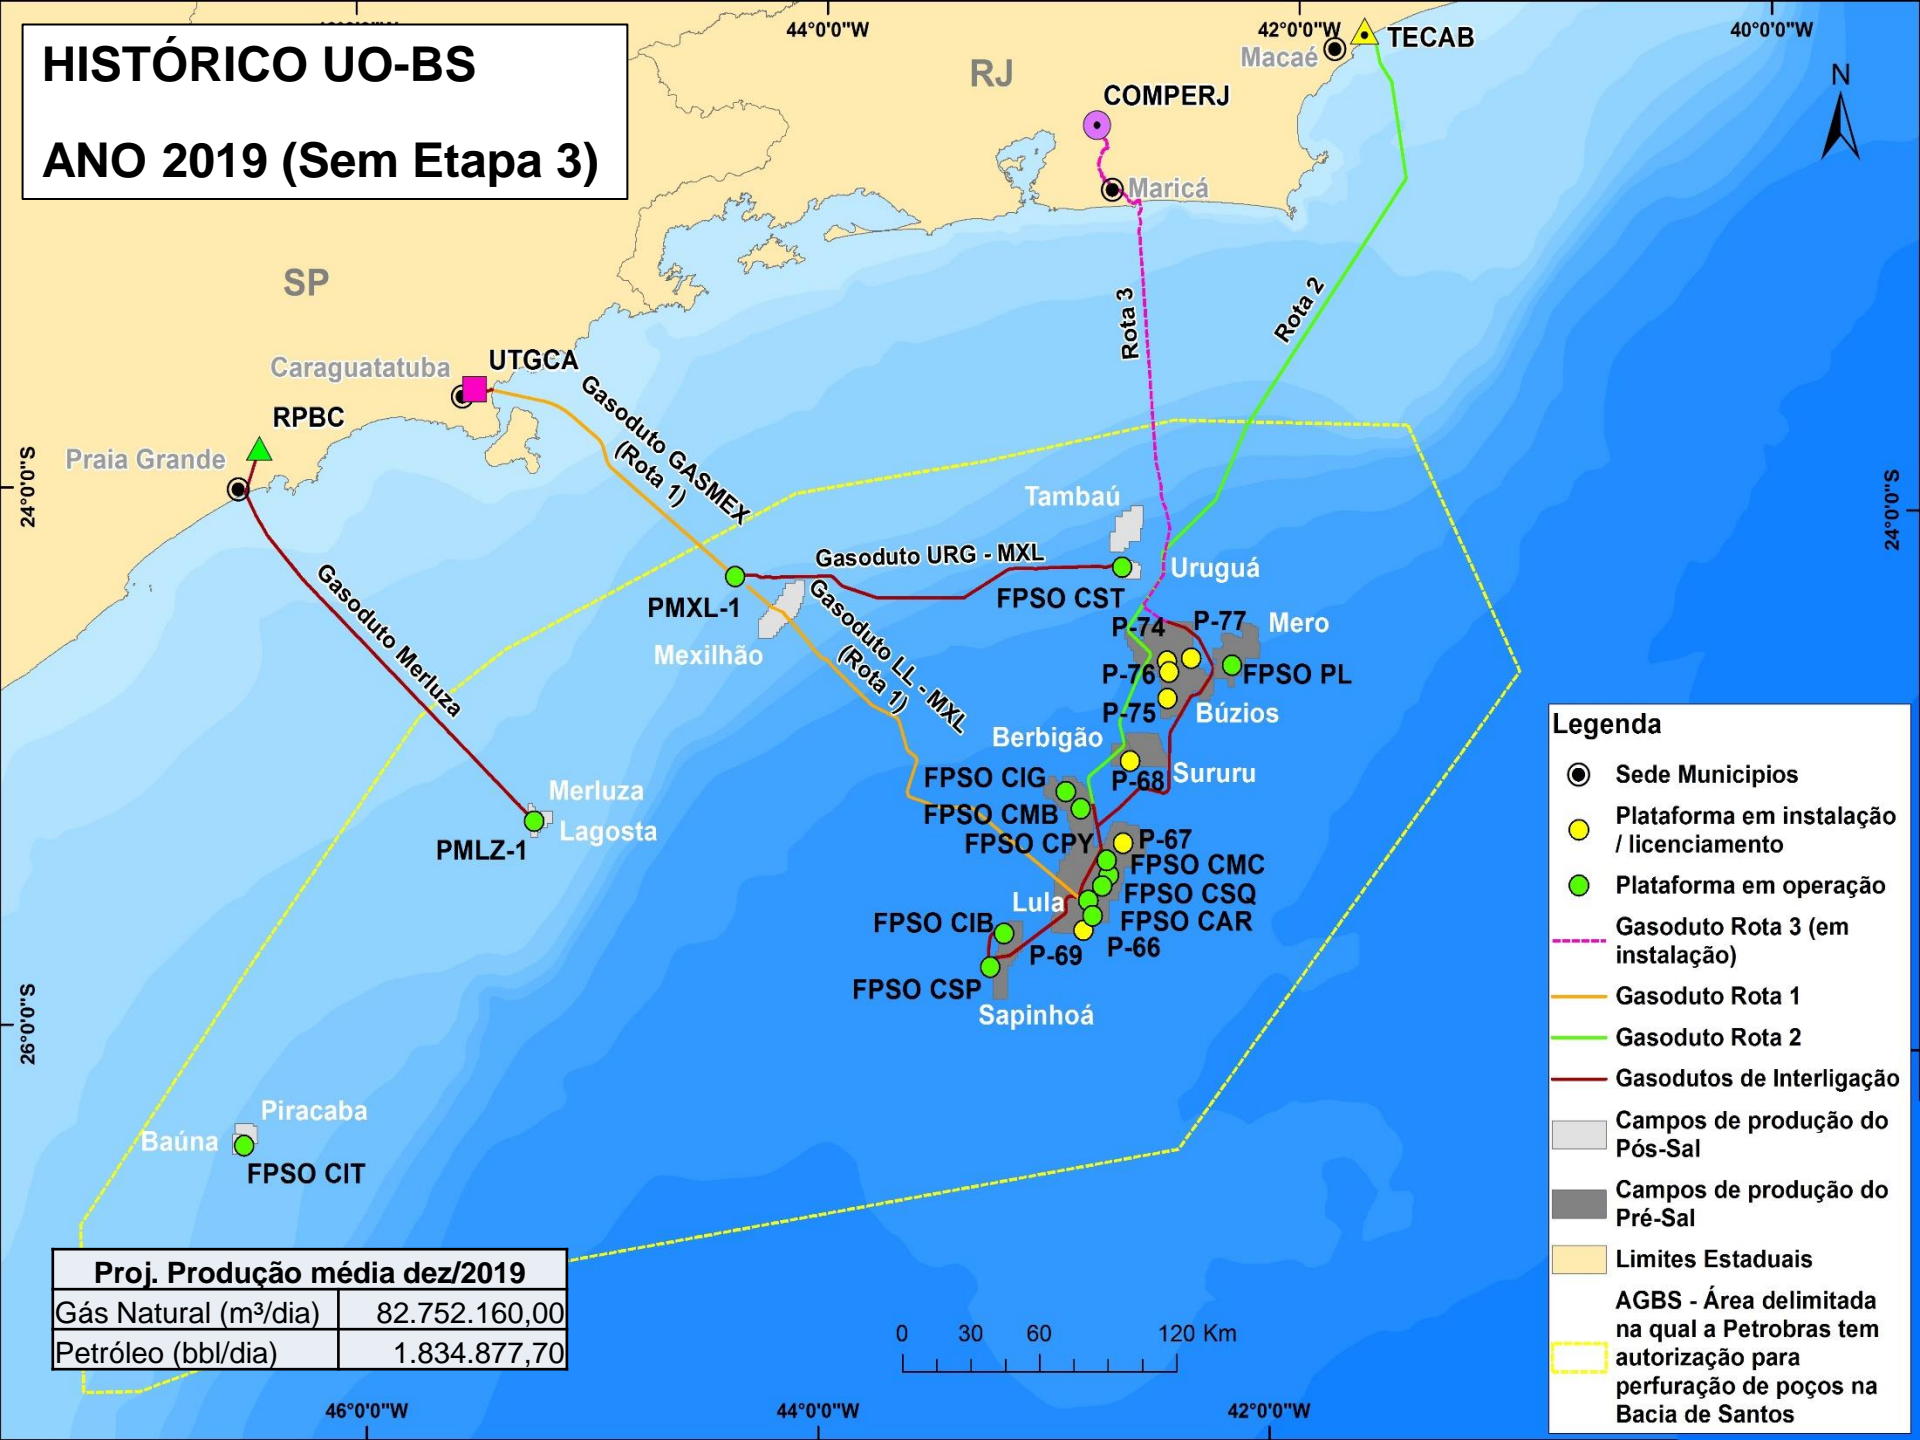 HISTÓRICO UO-BS
ANO 2019 (Sem Etapa 3)
44°0'0"W
42°0'0"W
40°0'0"W
TECAB
Macaé
RJ
COMPERJ
N
Maricá
SP
Rota 3
Rota 2
Caraguatatuba
UTGCA
Gasoduto GASMEX
(Rota 1)
RPBC
Praia Grande
24°0'0"S
24°0'0"S
Tambaú
Gasoduto URG - MXL
Uruguá
FPSO CST
PMXL-1
Gasoduto LL - MXL
(Rota 1)
Mexilhão
Gasoduto Merluza
P-74
P-77
Mero
P-76
FPSO PL
P-75
Búzios
Berbigão
FPSO CIG
P-68
Sururu
FPSO CMB
Merluza
Lagosta
PMLZ-1
FPSO CPY
P-67
FPSO CMC
FPSO CSQ
Lula
FPSO CAR
FPSO CIB
P-69
P-66
FPSO CSP
Sapinhoá
26°0'0"S
Piracaba
Baúna
FPSO CIT
Legenda
Sede Municipios
Plataforma em instalação
/ licenciamento
Plataforma em operação
Gasoduto Rota 3 (em
instalação)
Gasoduto Rota 1
Gasoduto Rota 2
Gasodutos de Interligação
Campos de produção do
Pós-Sal
Campos de produção do
Pré-Sal
Limites Estaduais
AGBS - Área delimitada
na qual a Petrobras tem
autorização para
perfuração de poços na
Bacia de Santos
Proj. Produção média dez/2019
Gás Natural (m³/dia) 82.752.160,00
Petróleo (bbl/dia) 1.834.877,70
0 30 60 120 Km
46°0'0"W
44°0'0"W
42°0'0"W